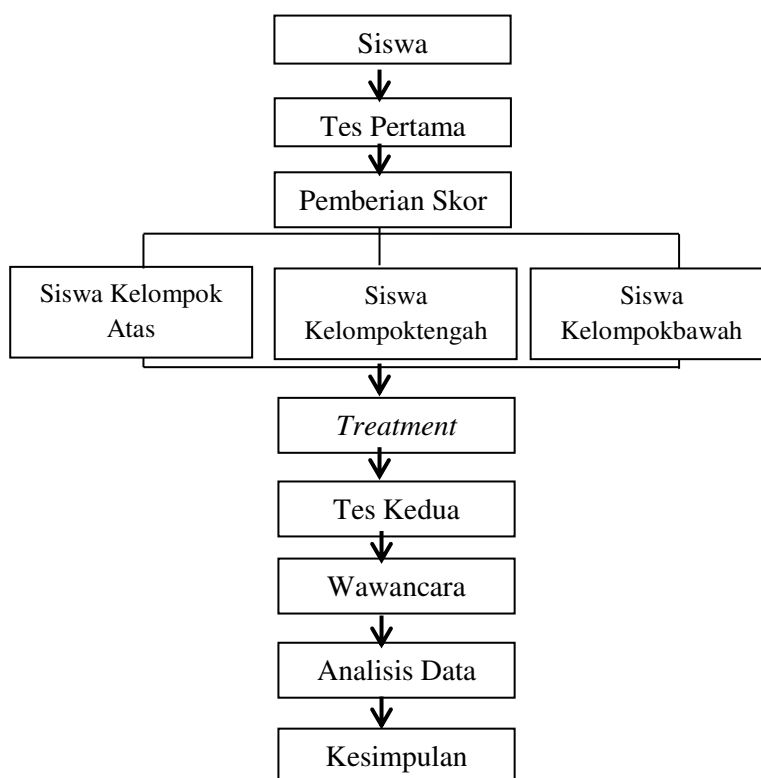 Siswa
Tes Pertama
Pemberian Skor
Siswa Kelompok
Atas
Siswa
Kelompoktengah
Siswa
Kelompokbawah
Treatment
Tes Kedua
Wawancara
Analisis Data
Kesimpulan